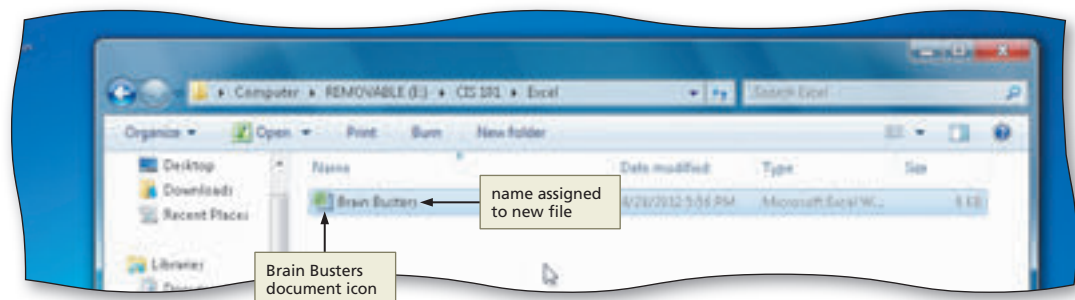 Computer ▸ REMOVABLE (E:) ▸ CIS 101 ▸ Excel
Search Excel
Organize
Open
Print
Burn
New folder
Desktop
Downloads
Recent Places
Libraries
Name
Date modified
Type
Size
Brain Busters
4/28/2012 5:56 PM
Microsoft Excel W...
name assigned
to new file
Brain Busters
document icon